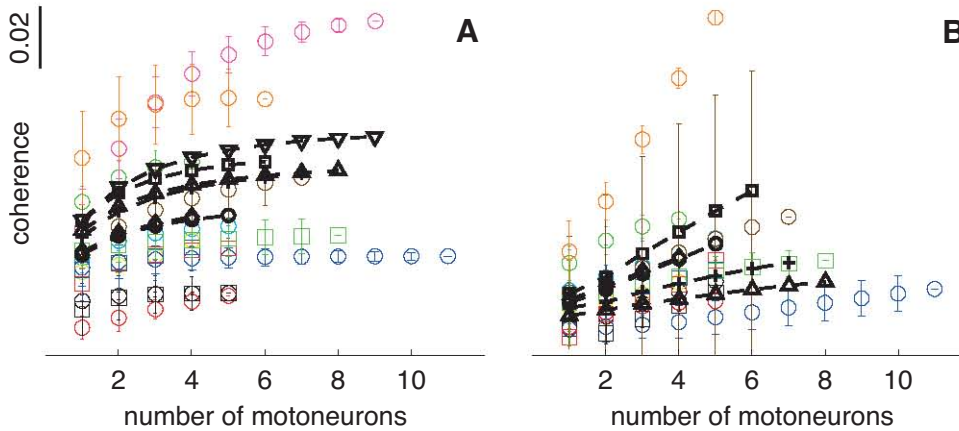 0.02
A
B
coherence
2 4 6 8 10
2 4 6 8 10
number of motoneurons
number of motoneurons